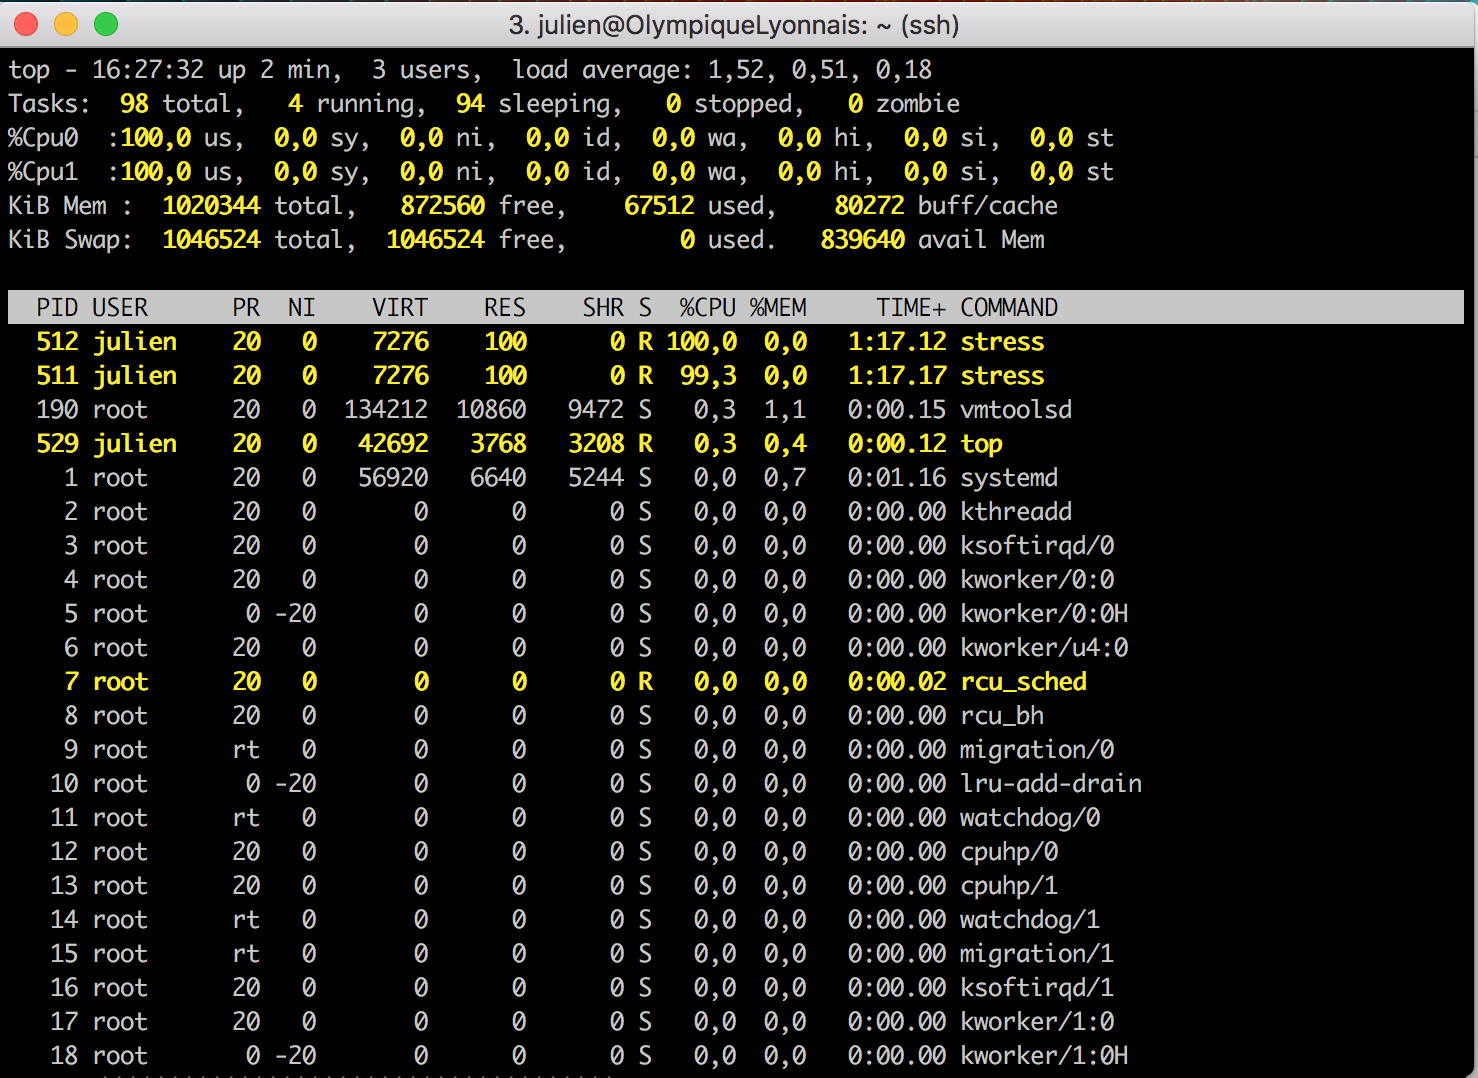 3. julien@OlympiqueLyonnais: ~ (ssh)
top - 16:27:32 up 2 min,  3 users,  load average: 1,52, 0,51, 0,18
Tasks:  98 total,   4 running,  94 sleeping,   0 stopped,   0 zombie
%Cpu0  :100,0 us,  0,0 sy,  0,0 ni,  0,0 id,  0,0 wa,  0,0 hi,  0,0 si,  0,0 st
%Cpu1  :100,0 us,  0,0 sy,  0,0 ni,  0,0 id,  0,0 wa,  0,0 hi,  0,0 si,  0,0 st
KiB Mem :  1020344 total,   872560 free,    67512 used,    80272 buff/cache
KiB Swap:  1046524 total,  1046524 free,        0 used.   839640 avail Mem
PID USER      PR  NI    VIRT    RES    SHR S  %CPU %MEM     TIME+ COMMAND
512 julien    20   0    7276    100      0 R 100,0  0,0   1:17.12 stress
511 julien    20   0    7276    100      0 R  99,3  0,0   1:17.17 stress
190 root      20   0  134212  10860   9472 S   0,3  1,1   0:00.15 vmtoolsd
529 julien    20   0   42692   3768   3208 R   0,3  0,4   0:00.12 top
1 root      20   0   56920   6640   5244 S   0,0  0,7   0:01.16 systemd
2 root      20   0       0      0      0 S   0,0  0,0   0:00.00 kthreadd
3 root      20   0       0      0      0 S   0,0  0,0   0:00.00 ksoftirqd/0
4 root      20   0       0      0      0 S   0,0  0,0   0:00.00 kworker/0:0
5 root       0 -20       0      0      0 S   0,0  0,0   0:00.00 kworker/0:0H
6 root      20   0       0      0      0 S   0,0  0,0   0:00.00 kworker/u4:0
7 root      20   0       0      0      0 R   0,0  0,0   0:00.02 rcu_sched
8 root      20   0       0      0      0 S   0,0  0,0   0:00.00 rcu_bh
9 root      rt   0       0      0      0 S   0,0  0,0   0:00.00 migration/0
10 root       0 -20       0      0      0 S   0,0  0,0   0:00.00 lru-add-drain
11 root      rt   0       0      0      0 S   0,0  0,0   0:00.00 watchdog/0
12 root      20   0       0      0      0 S   0,0  0,0   0:00.00 cpuhp/0
13 root      20   0       0      0      0 S   0,0  0,0   0:00.00 cpuhp/1
14 root      rt   0       0      0      0 S   0,0  0,0   0:00.00 watchdog/1
15 root      rt   0       0      0      0 S   0,0  0,0   0:00.00 migration/1
16 root      20   0       0      0      0 S   0,0  0,0   0:00.00 ksoftirqd/1
17 root      20   0       0      0      0 S   0,0  0,0   0:00.00 kworker/1:0
18 root       0 -20       0      0      0 S   0,0  0,0   0:00.00 kworker/1:0H